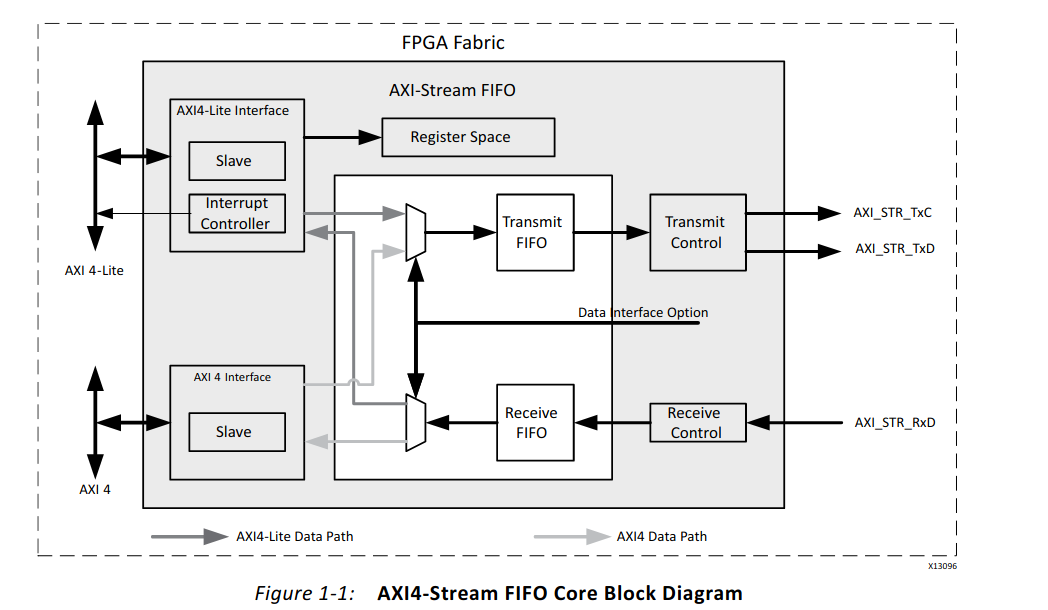 FPGA Fabric
AXI-Stream FIFO
AXI4-Lite Interface
Register Space
Slave
Interrupt
Controller
Transmit
FIFO
Transmit
Control
AXI_STR_TxC
AXI_STR_TxD
AXI 4-Lite
Data Interface Option
AXI 4 Interface
Slave
Receive
FIFO
Receive
Control
AXI_STR_RxD
AXI 4
AXI4-Lite Data Path
AXI4 Data Path
X13096
Figure 1-1: AXI4-Stream FIFO Core Block Diagram